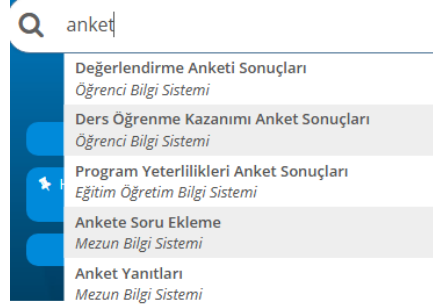 anket
Değerlendirme Anketi Sonuçları
Öğrenci Bilgi Sistemi
Ders Öğrenme Kazanımı Anket Sonuçları
Öğrenci Bilgi Sistemi
Program Yeterlilikleri Anket Sonuçları
Eğitim Öğretim Bilgi Sistemi
Ankete Soru Ekleme
Mezun Bilgi Sistemi
Anket Yanıtları
Mezun Bilgi Sistemi